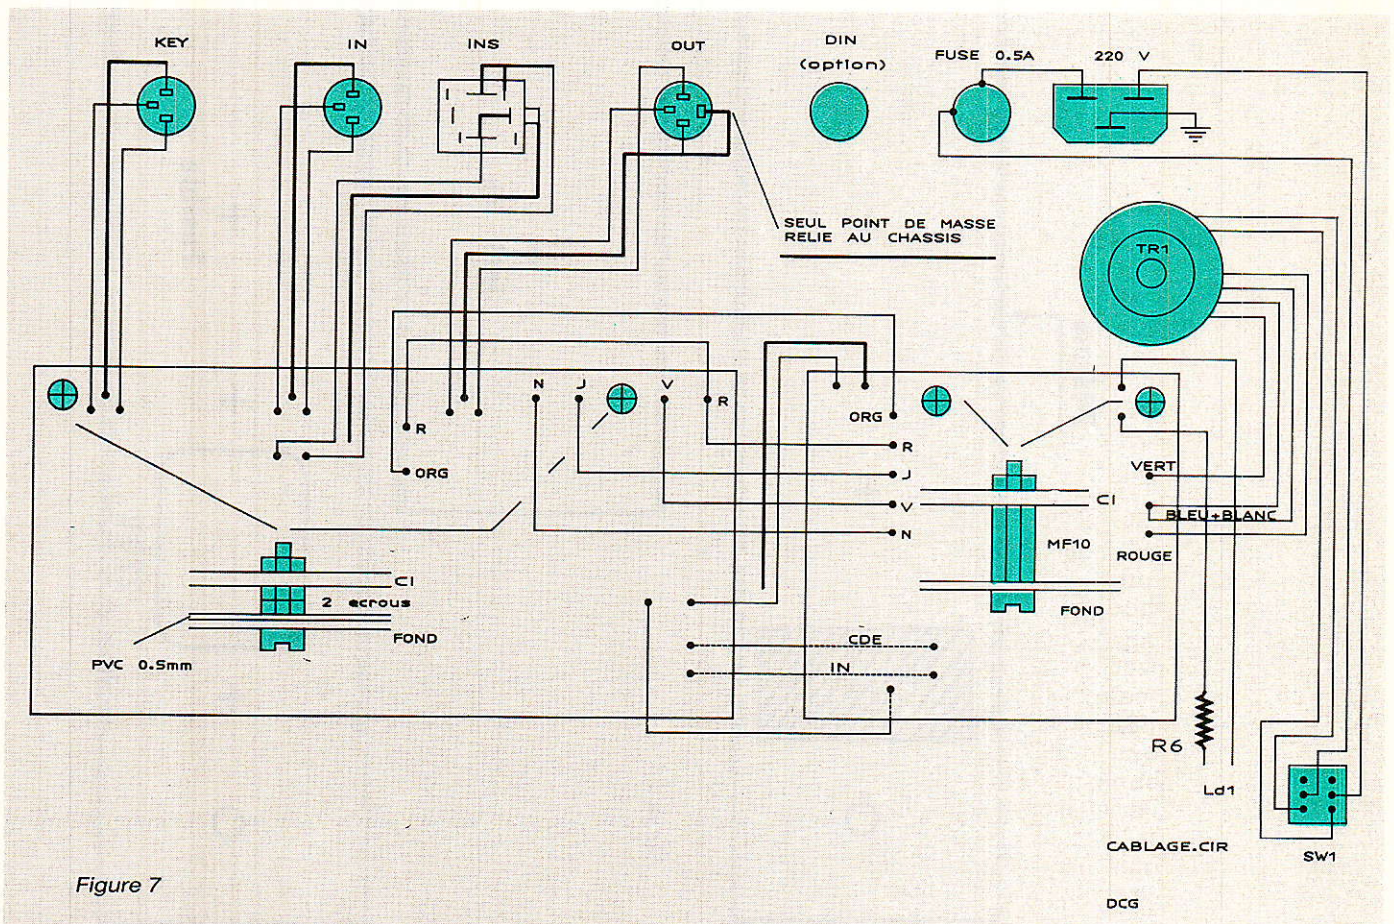 KEY
IN
INS
OUT
DIN
(option)
FUSE 0.5A
220 V
SEUL POINT DE MASSE
RELIE AU CHASSIS
TR1
N
J
V
R
R
ORG
ORG
R
J
V
N
VERT
BLEU+BLANC
ROUGE
CI
MF10
FOND
CI
2 ecrous
FOND
PVC 0.5mm
CDE
IN
R6
Ld1
SW1
CABLAGE.CIR
DCG
Figure 7